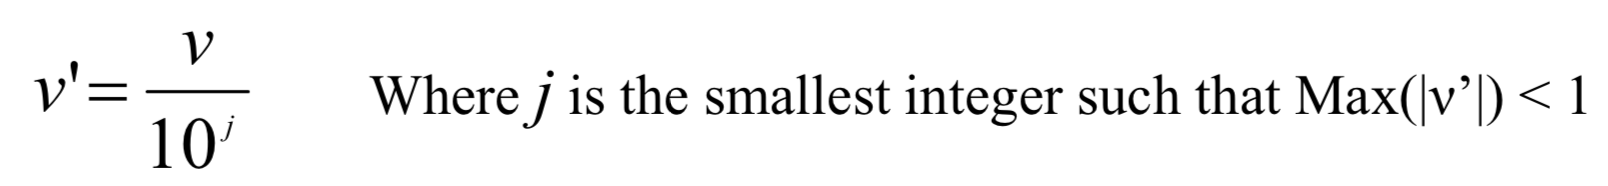 v'= v / 10^j Where j is the smallest integer such that Max(|v’|) < 1